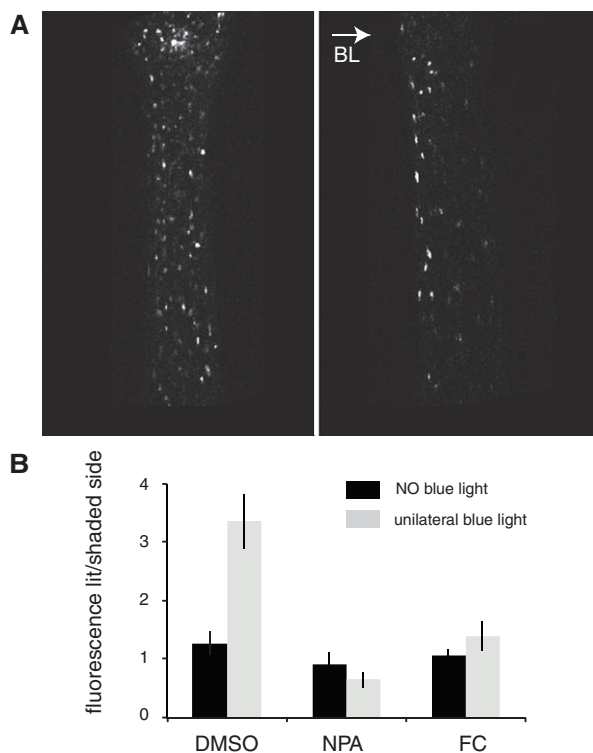 A
BL
B
fluorescence lit/shaded side
4
3
2
1
0
NO blue light
unilateral blue light
DMSO NPA FC